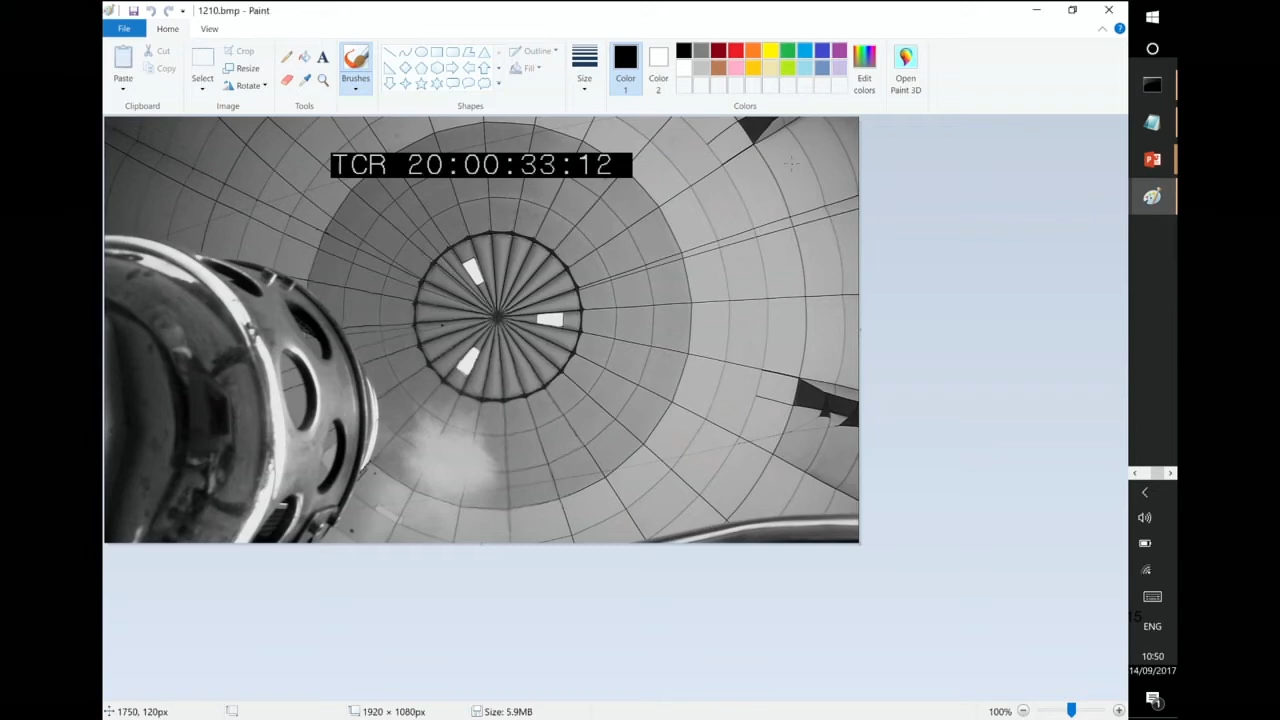 1210.bmp - Paint
File
Home
View
Paste
Cut
Copy
Clipboard
Select
Crop
Resize
Rotate
Image
A
Tools
Brushes
Outline
Fill
Shapes
Size
Color
1
Color
2
Edit
colors
Colors
Open
Paint 3D
TCR 20:00:33:12
15
ENG
10:50
14/09/2017
1
1750, 120px
1920 × 1080px
Size: 5.9MB
100%